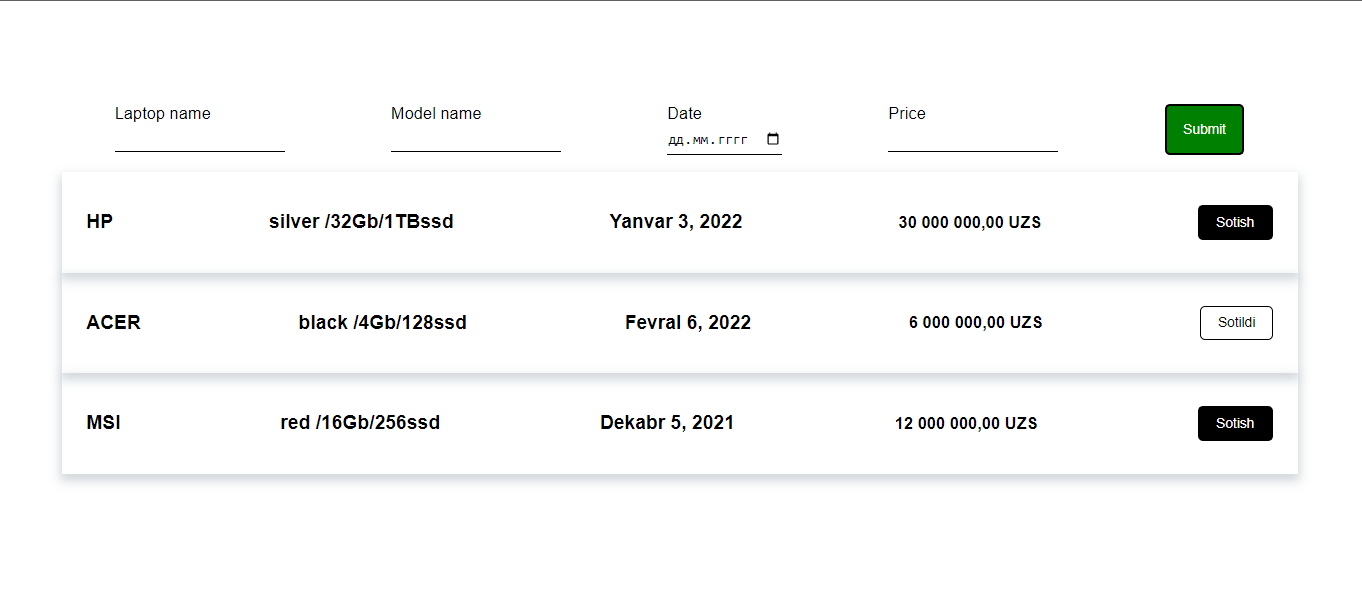 Laptop name Model name Date Price
дд.мм.гггг Submit
HP silver /32Gb/1TBssd Yanvar 3, 2022 30 000 000,00 UZS Sotish
ACER black /4Gb/128ssd Fevral 6, 2022 6 000 000,00 UZS Sotildi
MSI red /16Gb/256ssd Dekabr 5, 2021 12 000 000,00 UZS Sotish